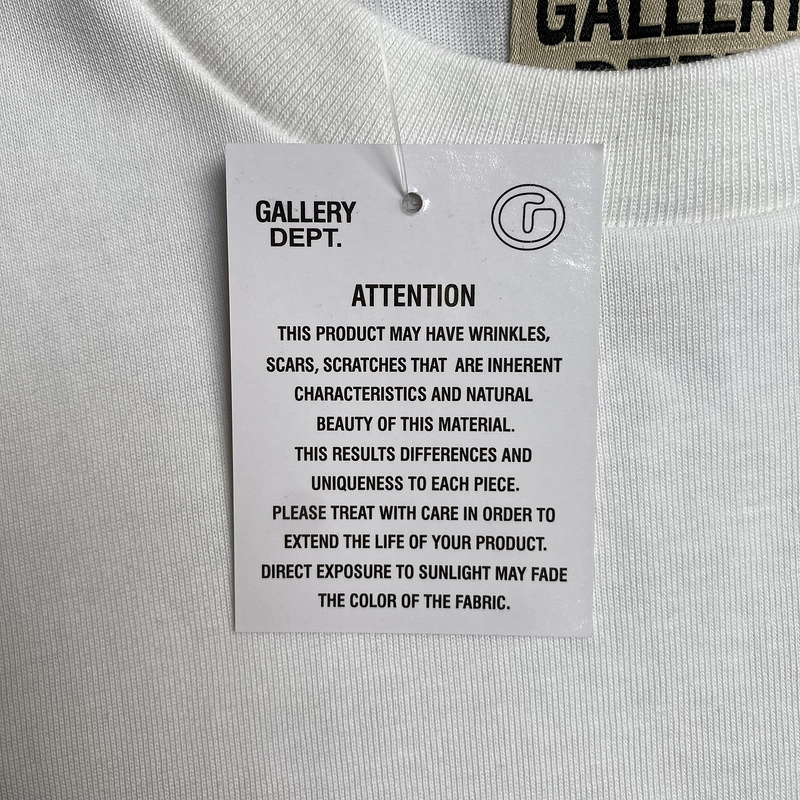 GALLERY
GALLERY
DEPT.
ATTENTION
THIS PRODUCT MAY HAVE WRINKLES,
SCARS, SCRATCHES THAT ARE INHERENT
CHARACTERISTICS AND NATURAL
BEAUTY OF THIS MATERIAL.
THIS RESULTS DIFFERENCES AND
UNIQUENESS TO EACH PIECE.
PLEASE TREAT WITH CARE IN ORDER TO
EXTEND THE LIFE OF YOUR PRODUCT.
DIRECT EXPOSURE TO SUNLIGHT MAY FADE
THE COLOR OF THE FABRIC.